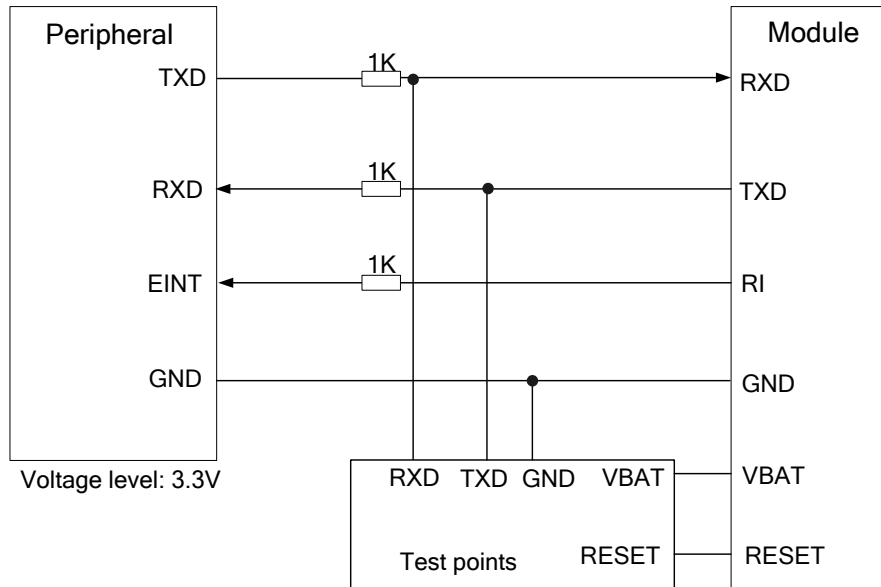 Peripheral
Module
1K
TXD
RXD
1K
RXD
TXD
1K
EINT
RI
GND
GND
Voltage level: 3.3V
RXD TXD GND VBAT
VBAT
Test points
RESET
RESET